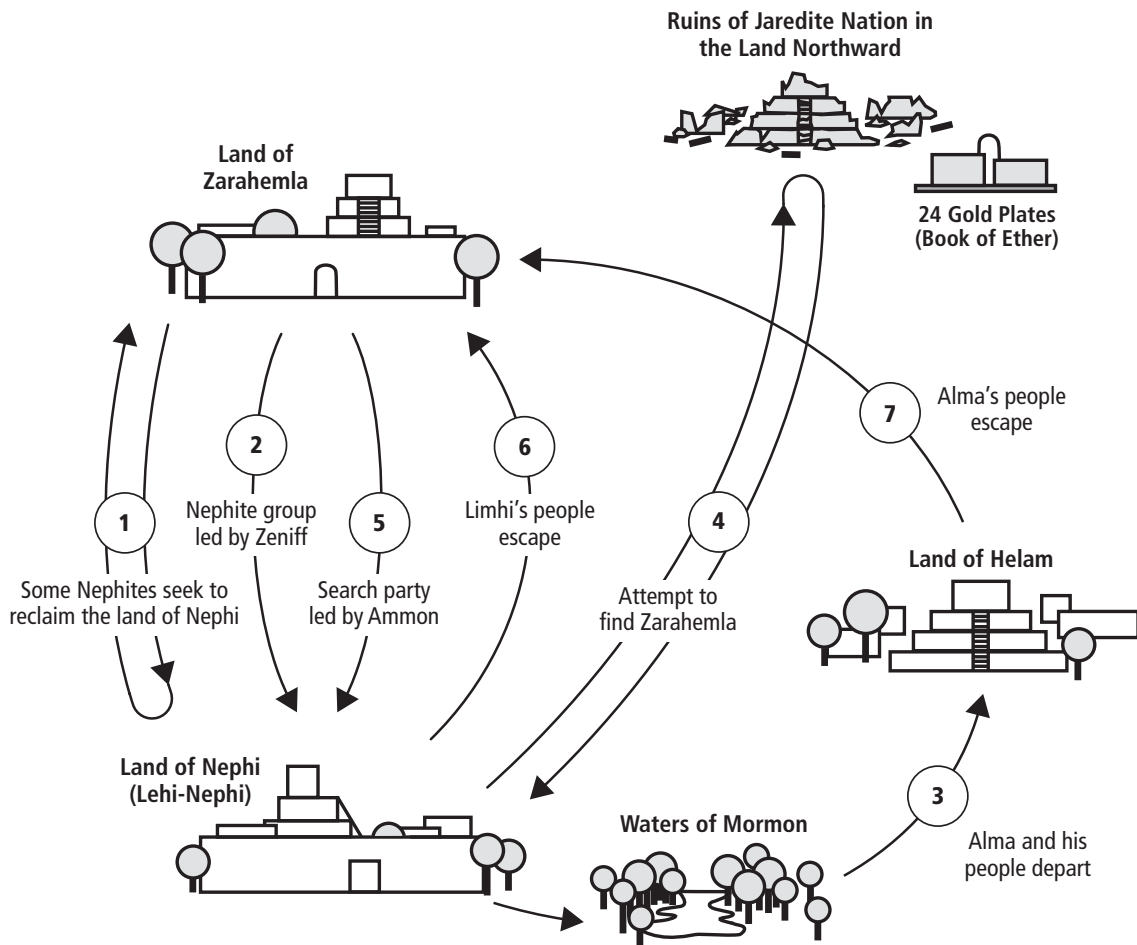 Ruins of Jaredite Nation in
the Land Northward
24 Gold Plates
(Book of Ether)
Land of
Zarahemla
1
Some Nephites seek to
reclaim the land of Nephi
2
Nephite group
led by Zeniff
5
Search party
led by Ammon
6
Limhi’s people
escape
4
Attempt to
find Zarahemla
7
Alma’s people
escape
Land of Helam
Land of Nephi
(Lehi-Nephi)
Waters of Mormon
3
Alma and his
people depart